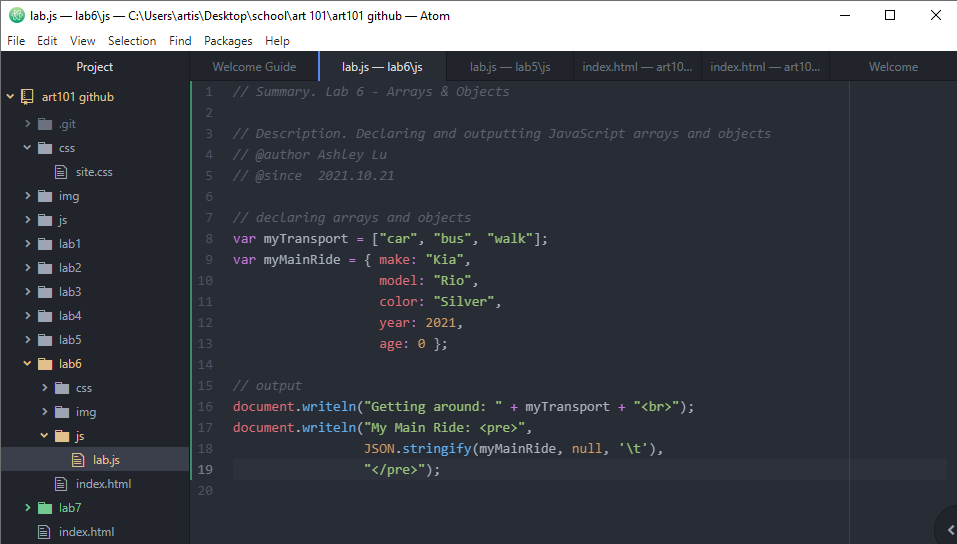 lab.js — lab6\js — C:\Users\artis\Desktop\school\art 101\art101 github — Atom
File Edit View Selection Find Packages Help
Project
art101 github
.git
css
site.css
img
js
lab1
lab2
lab3
lab4
lab5
lab6
css
img
js
lab.js
index.html
lab7
index.html
Welcome Guide
lab.js — lab6\js
lab.js — lab5\js
index.html — art10...
index.html — art10...
Welcome
1 // Summary. Lab 6 - Arrays & Objects
2
3 // Description. Declaring and outputting JavaScript arrays and objects
4 // @author Ashley Lu
5 // @since  2021.10.21
6
7 // declaring arrays and objects
8 var myTransport = ["car", "bus", "walk"];
9 var myMainRide = { make: "Kia",
10                    model: "Rio",
11                    color: "Silver",
12                    year: 2021,
13                    age: 0 };
14
15 // output
16 document.writeln("Getting around: " + myTransport + "<br>");
17 document.writeln("My Main Ride: <pre>",
18                  JSON.stringify(myMainRide, null, '\t'),
19                  "</pre>");
20